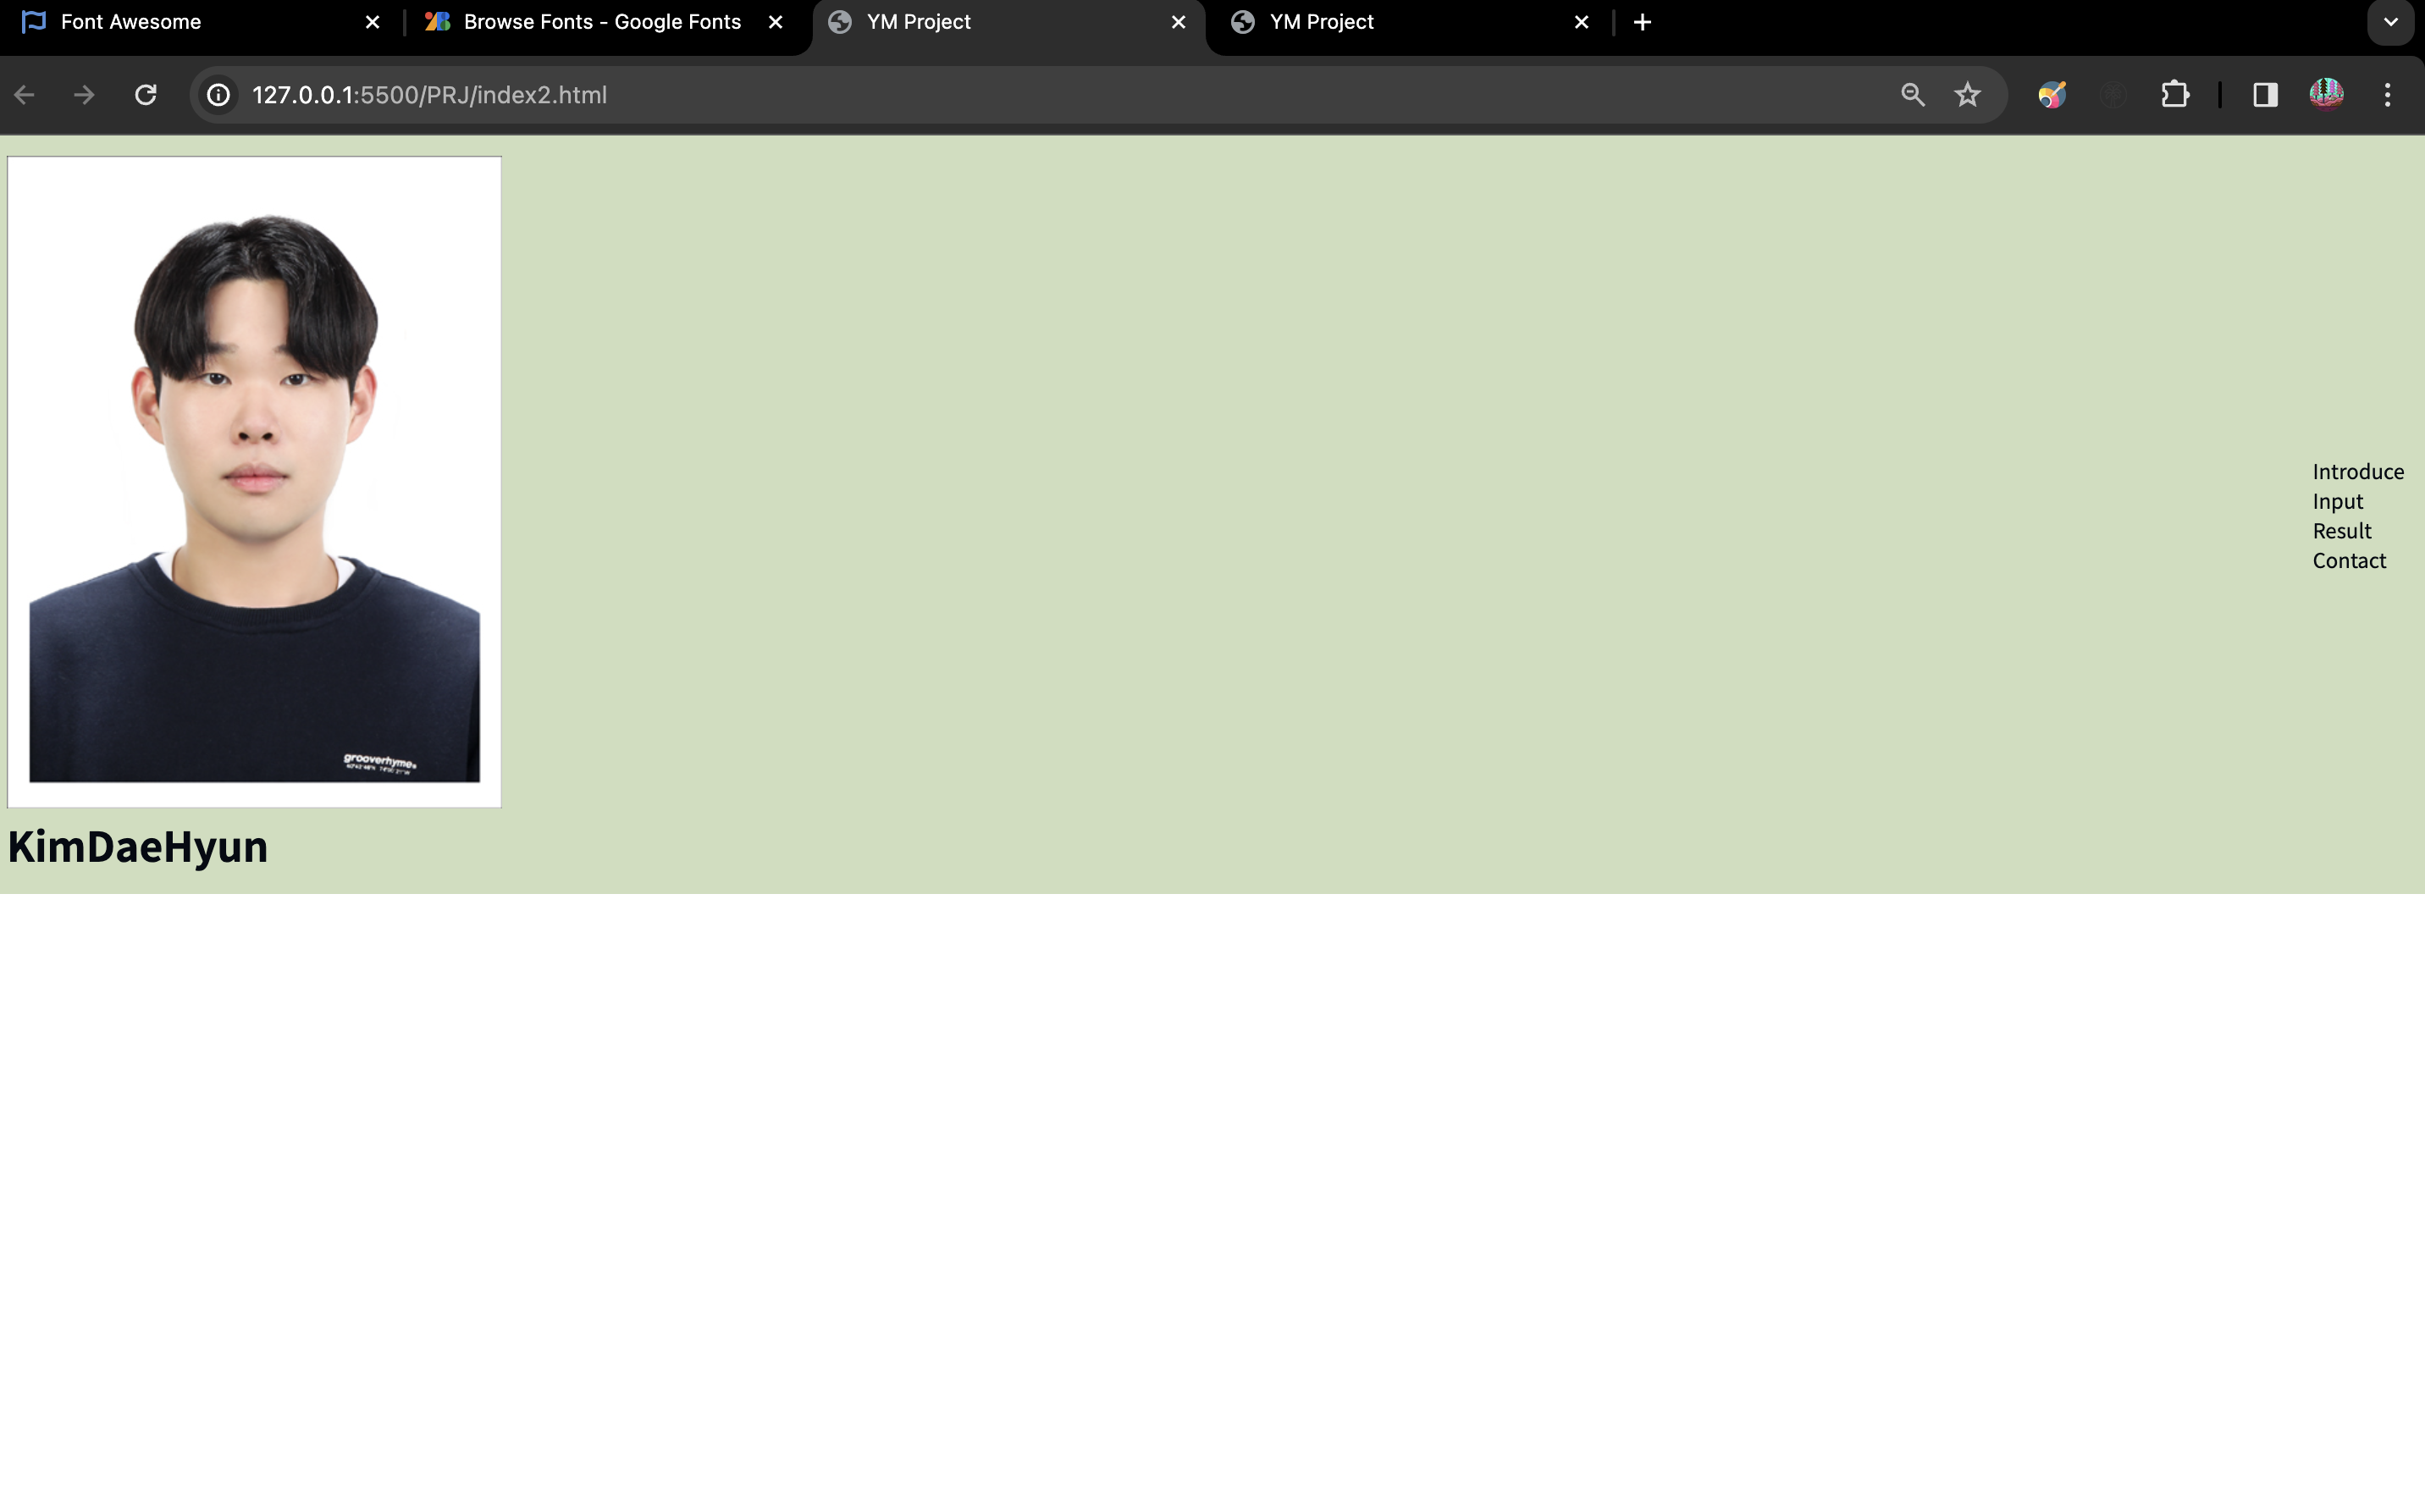 Font Awesome
Browse Fonts - Google Fonts
YM Project
YM Project
127.0.0.1:5500/PRJ/index2.html
grooverhyme
Introduce
Input
Result
Contact
KimDaeHyun